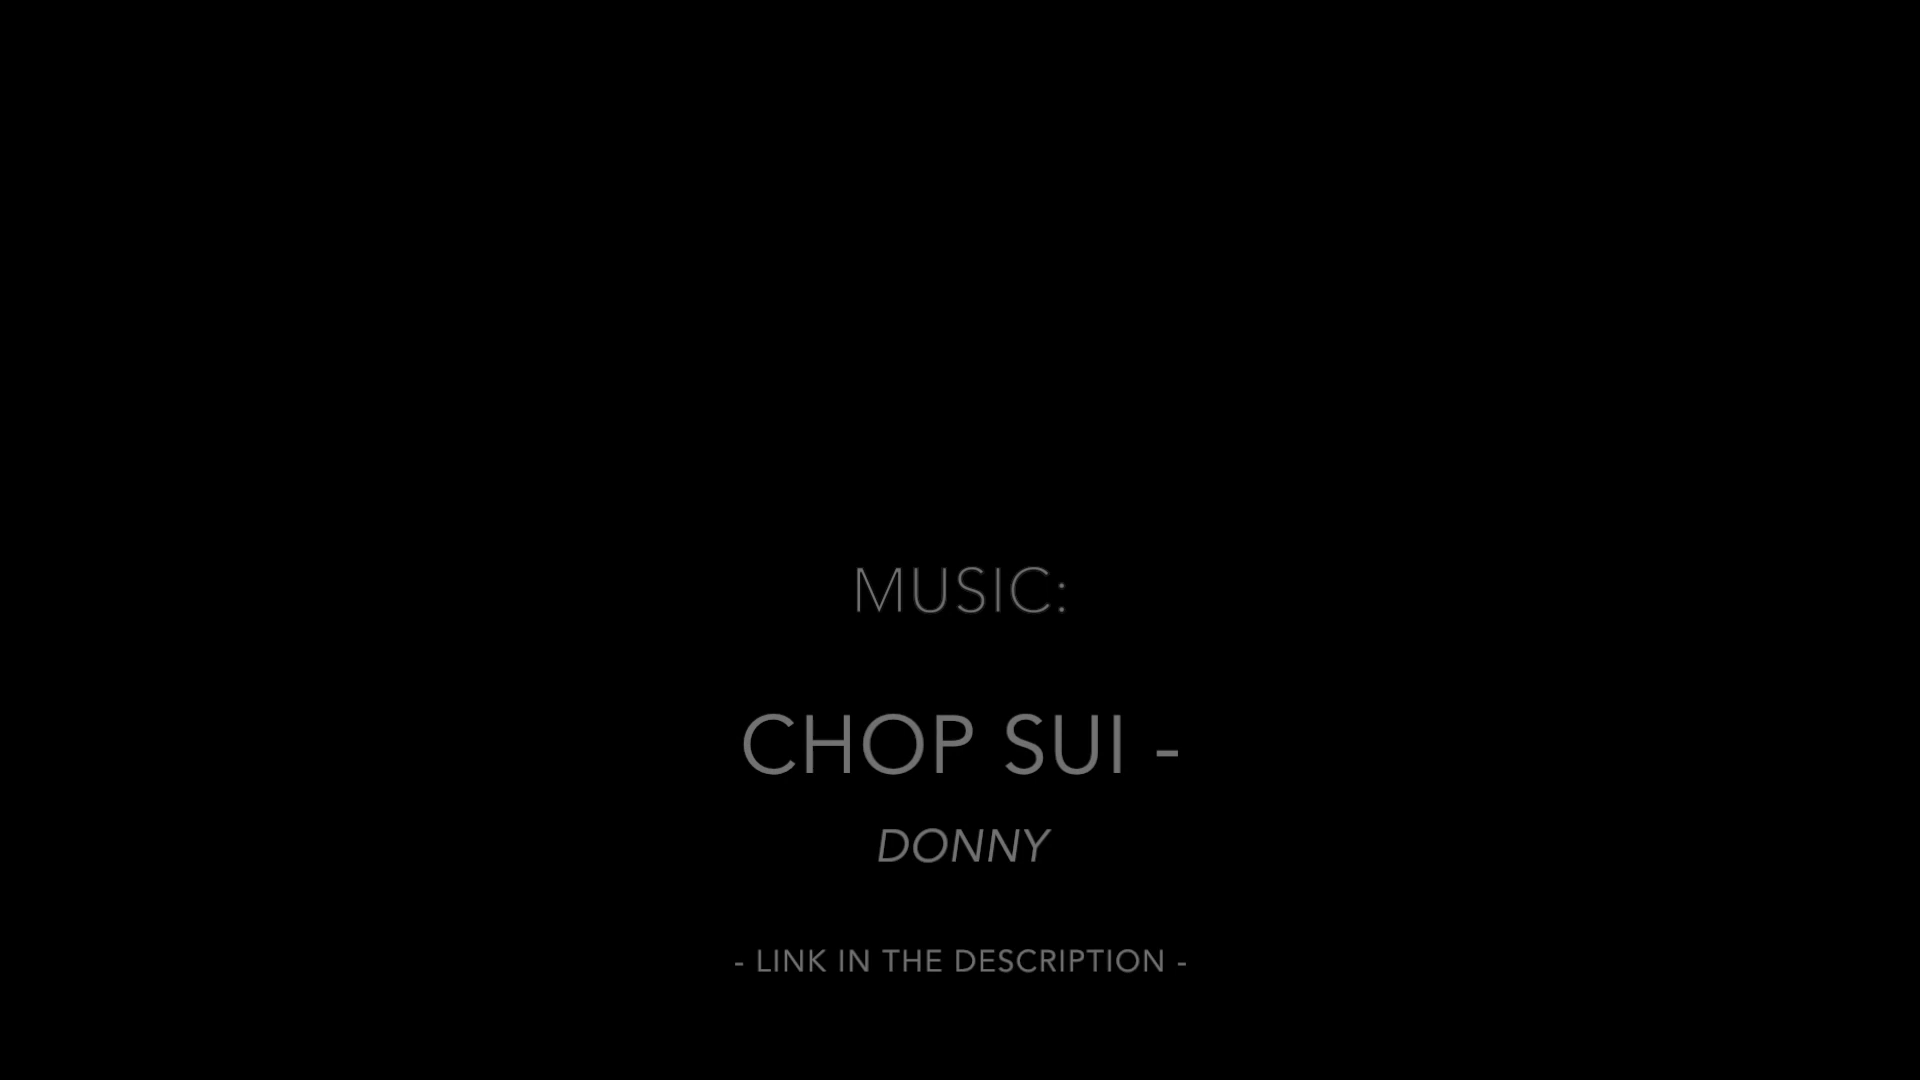 MUSIC:
CHOP SUI -
DONNY
- LINK IN THE DESCRIPTION -